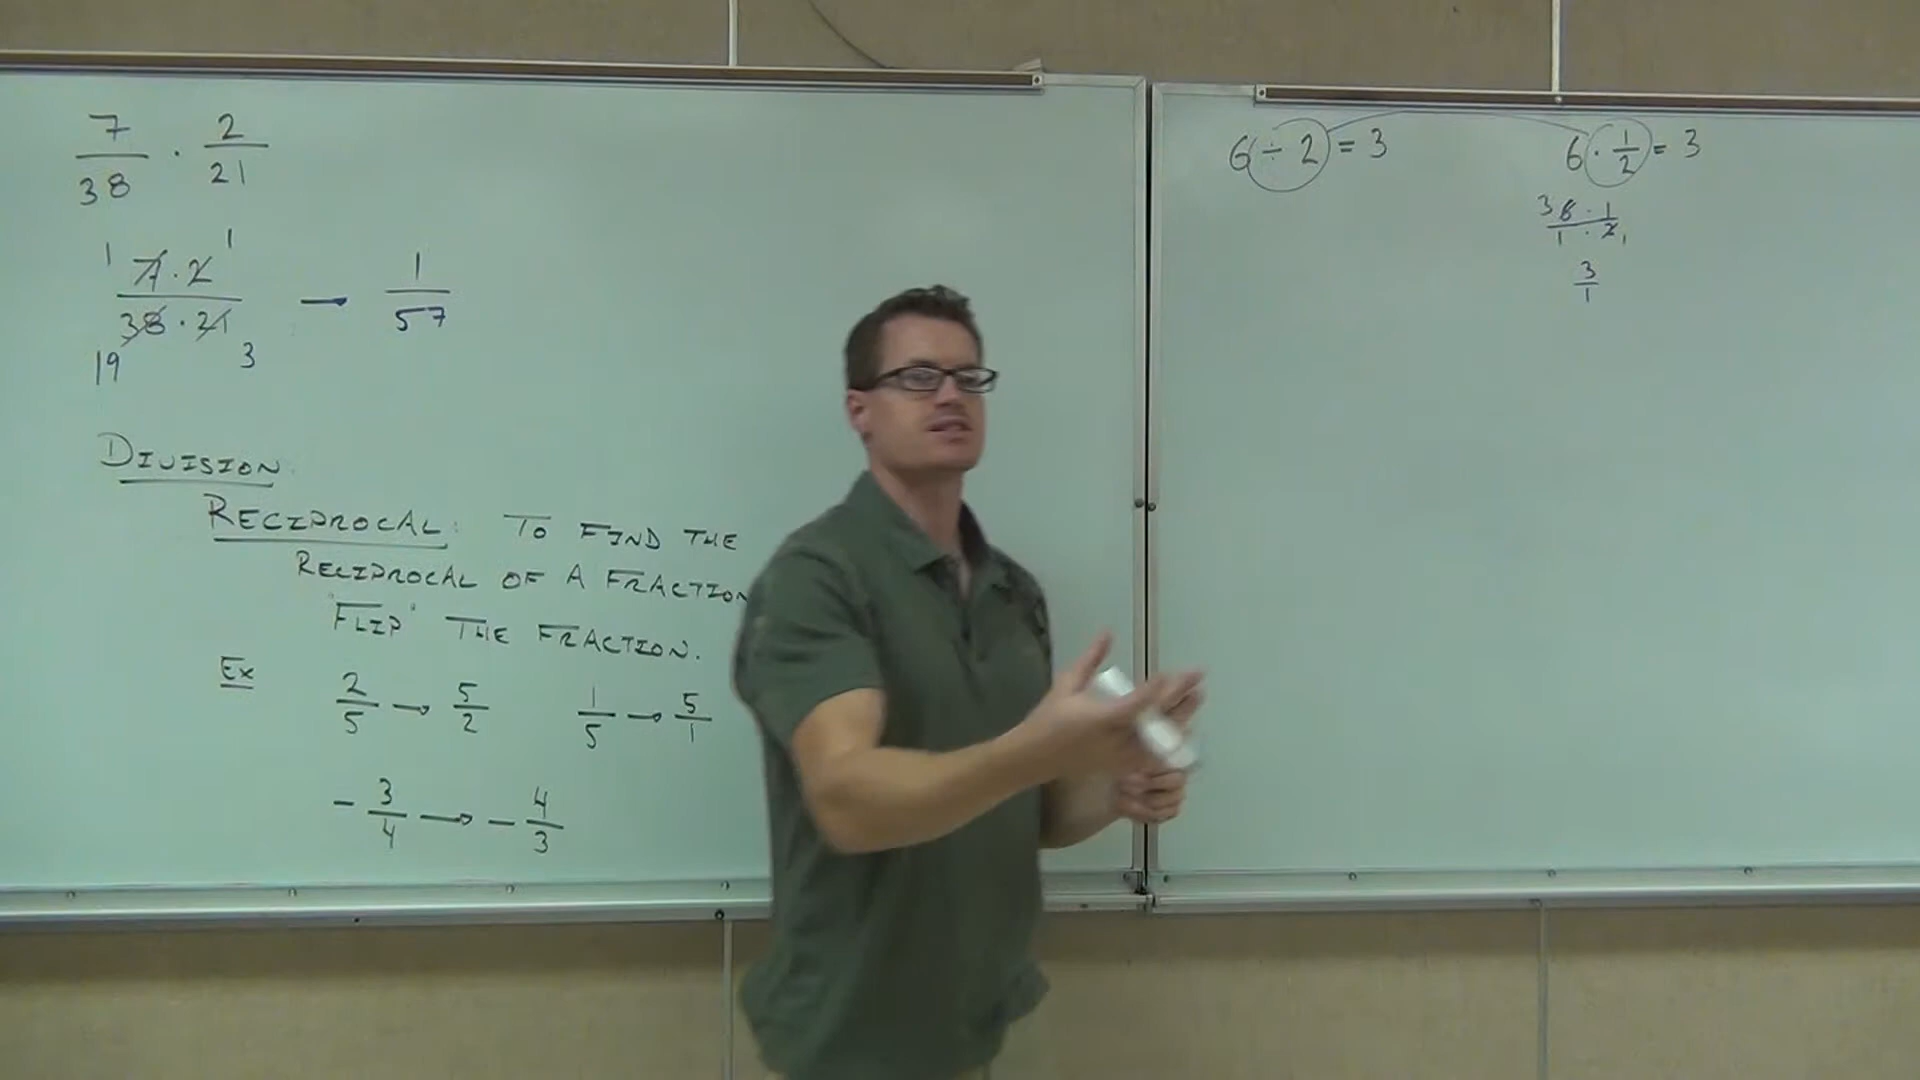 7/38 · 2/21
1 7·2 1 / 38·21 19 3 → 1/57
DIVISION
RECIPROCAL: TO FIND THE
RECIPROCAL OF A FRACTION
"FLIP" THE FRACTION.
EX 2/5 → 5/2 1/5 → 5/1
-3/4 → -4/3
6 ÷ 2 = 3 6 · 1/2 = 3
3 6·1 / 1·2 1
3/1